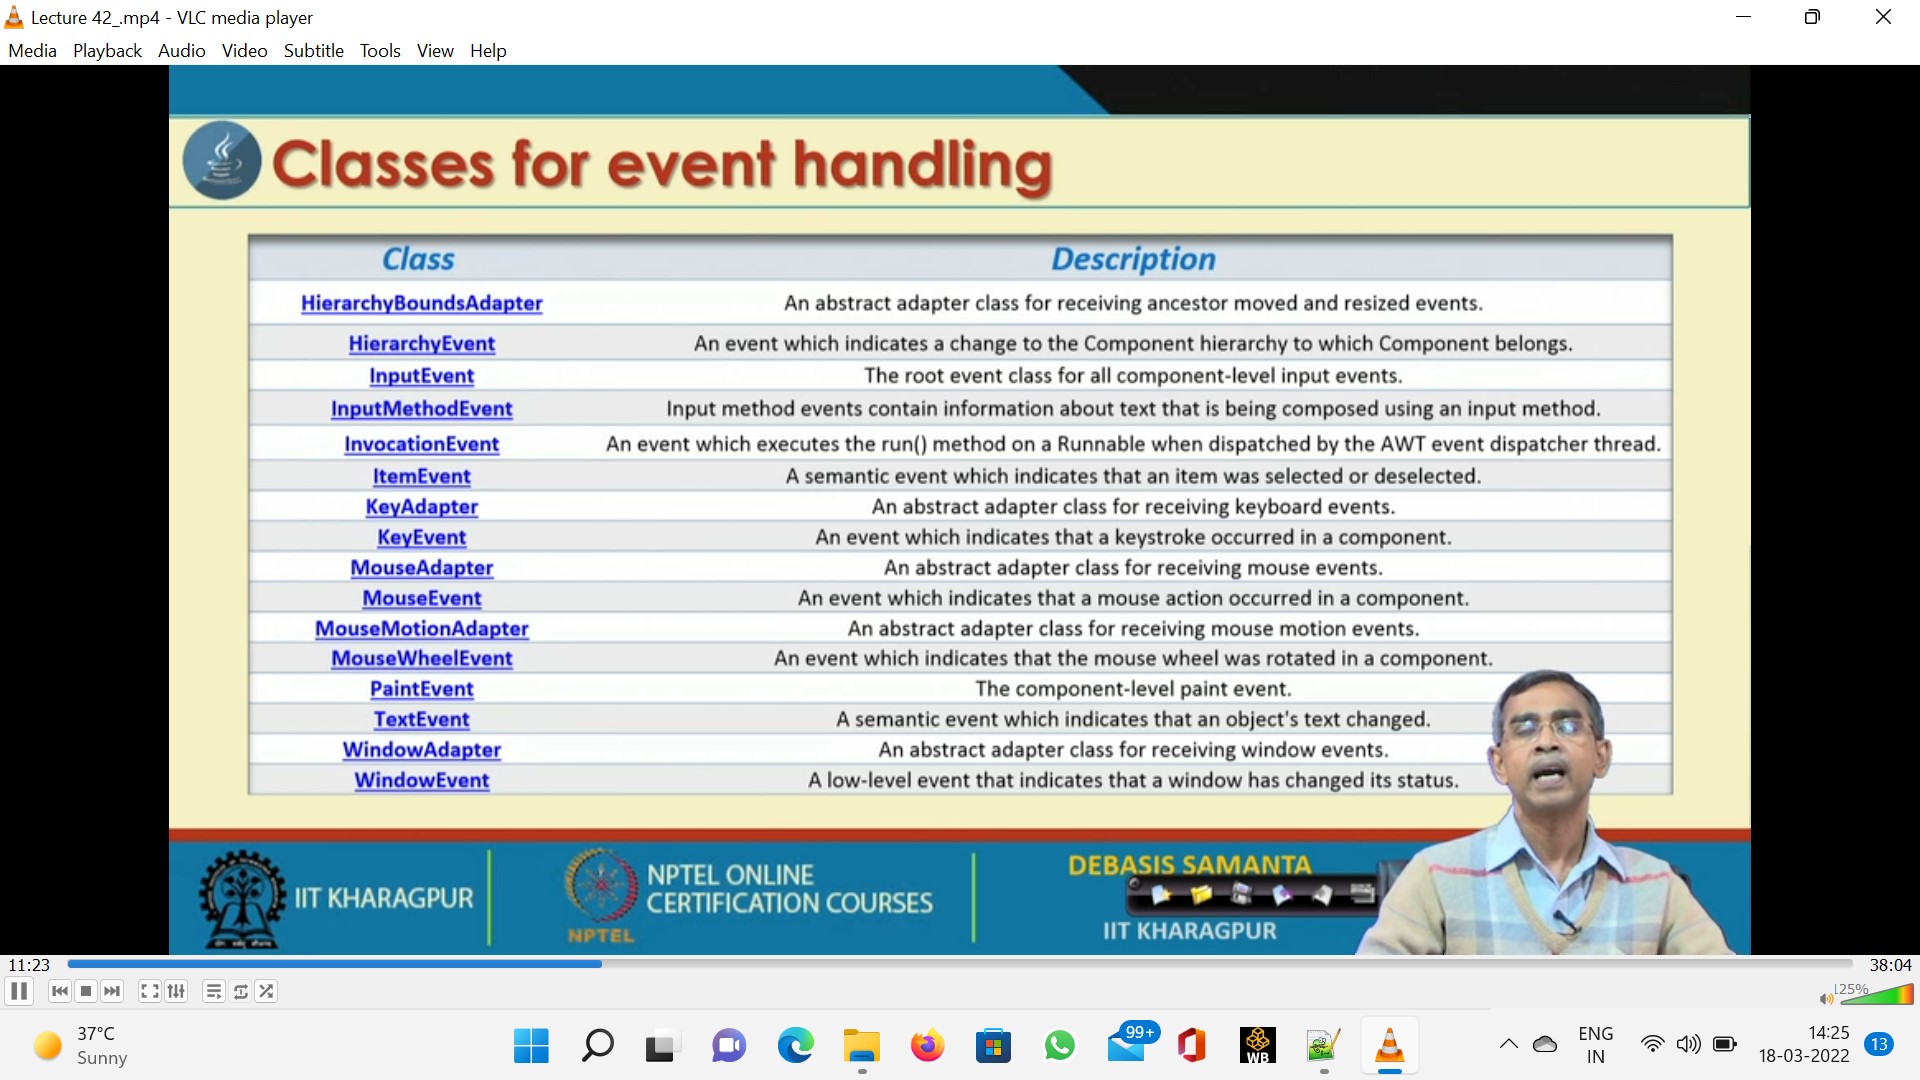 Lecture 42_.mp4 - VLC media player
Media Playback Audio Video Subtitle Tools View Help
Classes for event handling
Class Description
HierarchyBoundsAdapter An abstract adapter class for receiving ancestor moved and resized events.
HierarchyEvent An event which indicates a change to the Component hierarchy to which Component belongs.
InputEvent The root event class for all component-level input events.
InputMethodEvent Input method events contain information about text that is being composed using an input method.
InvocationEvent An event which executes the run() method on a Runnable when dispatched by the AWT event dispatcher thread.
ItemEvent A semantic event which indicates that an item was selected or deselected.
KeyAdapter An abstract adapter class for receiving keyboard events.
KeyEvent An event which indicates that a keystroke occurred in a component.
MouseAdapter An abstract adapter class for receiving mouse events.
MouseEvent An event which indicates that a mouse action occurred in a component.
MouseMotionAdapter An abstract adapter class for receiving mouse motion events.
MouseWheelEvent An event which indicates that the mouse wheel was rotated in a component.
PaintEvent The component-level paint event.
TextEvent A semantic event which indicates that an object's text changed.
WindowAdapter An abstract adapter class for receiving window events.
WindowEvent A low-level event that indicates that a window has changed its status.
IIT KHARAGPUR
NPTEL
NPTEL ONLINE
CERTIFICATION COURSES
DEBASIS SAMANTA
IIT KHARAGPUR
11:23 38:04
125%
37°C
Sunny
99+
WB
ENG
IN
14:25
18-03-2022
13